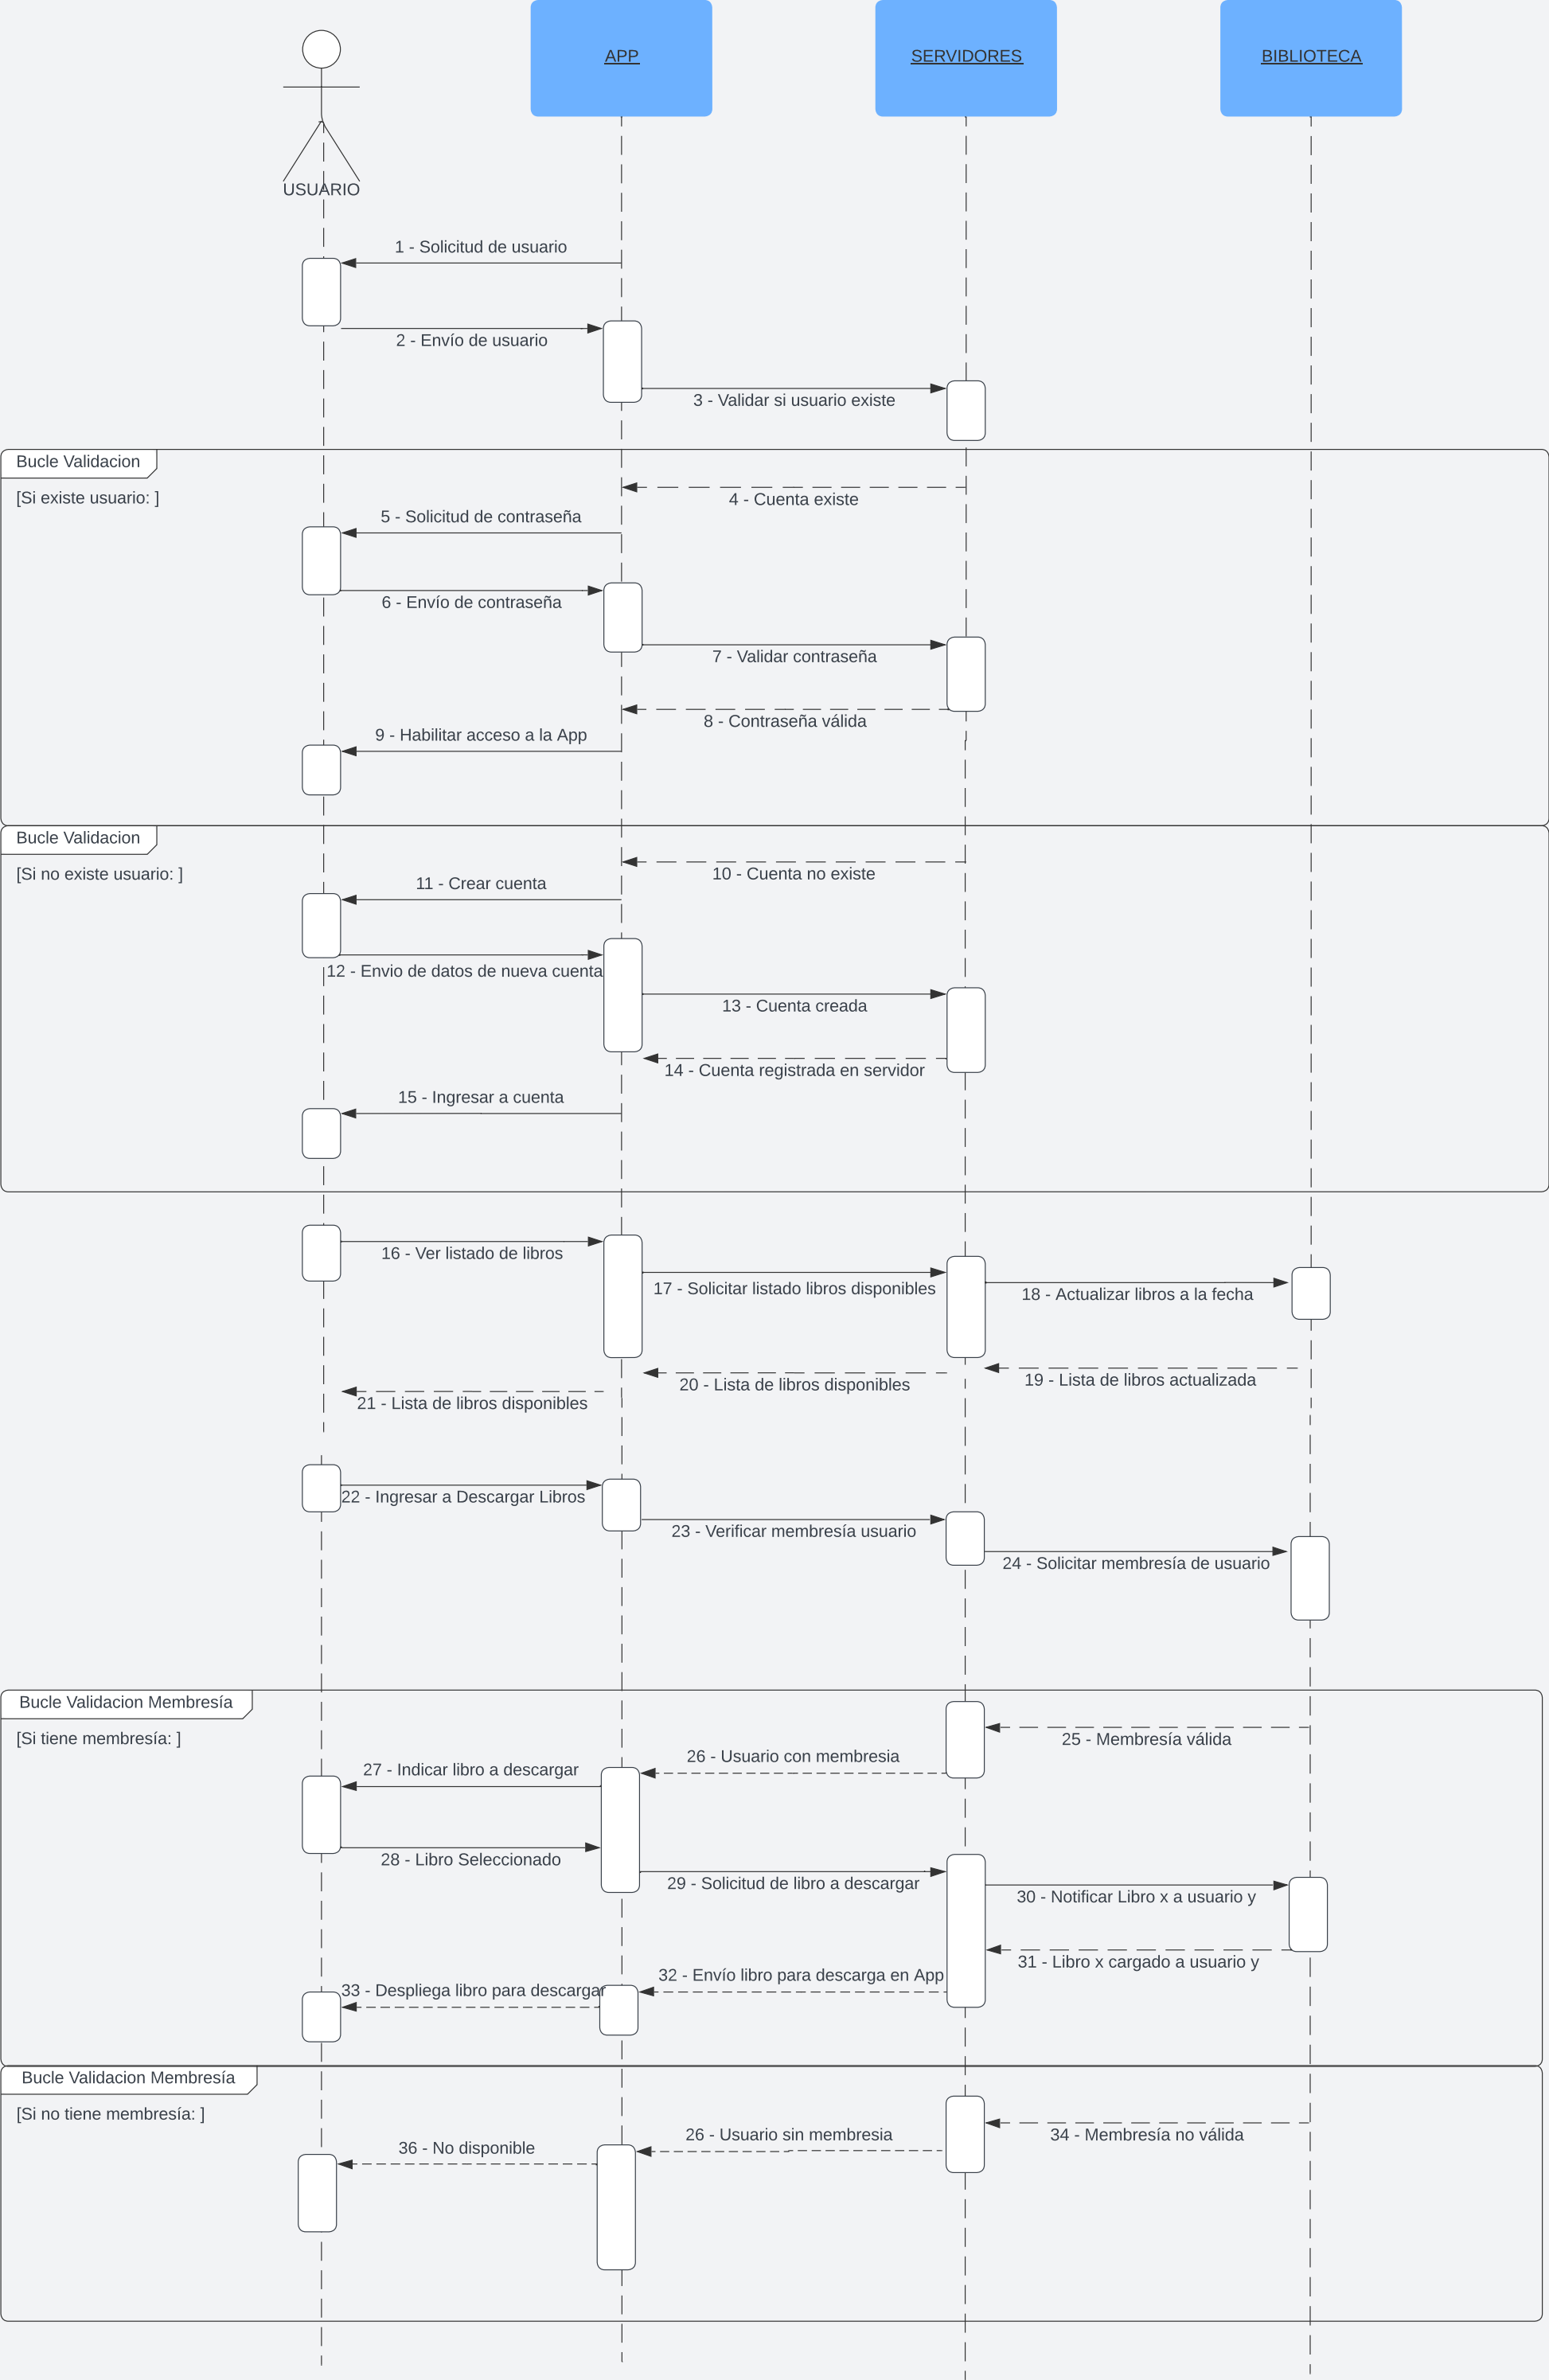 APP
SERVIDORES
BIBLIOTECA
USUARIO
1 - Solicitud de usuario
2 - Envío de usuario
3 - Validar si usuario existe
Bucle Validacion
[Si existe usuario: ]
4 - Cuenta existe
5 - Solicitud de contraseña
6 - Envío de contraseña
7 - Validar contraseña
8 - Contraseña válida
9 - Habilitar acceso a la App
Bucle Validacion
[Si no existe usuario: ]
10 - Cuenta no existe
11 - Crear cuenta
12 - Envio de datos de nueva cuenta
13 - Cuenta creada
14 - Cuenta registrada en servidor
15 - Ingresar a cuenta
16 - Ver listado de libros
17 - Solicitar listado libros disponibles
18 - Actualizar libros a la fecha
19 - Lista de libros actualizada
20 - Lista de libros disponibles
21 - Lista de libros disponibles
22 - Ingresar a Descargar Libros
23 - Verificar membresía usuario
24 - Solicitar membresía de usuario
Bucle Validacion Membresía
[Si tiene membresía: ]
25 - Membresía válida
26 - Usuario con membresia
27 - Indicar libro a descargar
28 - Libro Seleccionado
29 - Solicitud de libro a descargar
30 - Notificar Libro x a usuario y
31 - Libro x cargado a usuario y
32 - Envío libro para descarga en App
33 - Despliega libro para descargar
Bucle Validacion Membresía
[Si no tiene membresía: ]
34 - Membresía no válida
26 - Usuario sin membresia
36 - No disponible